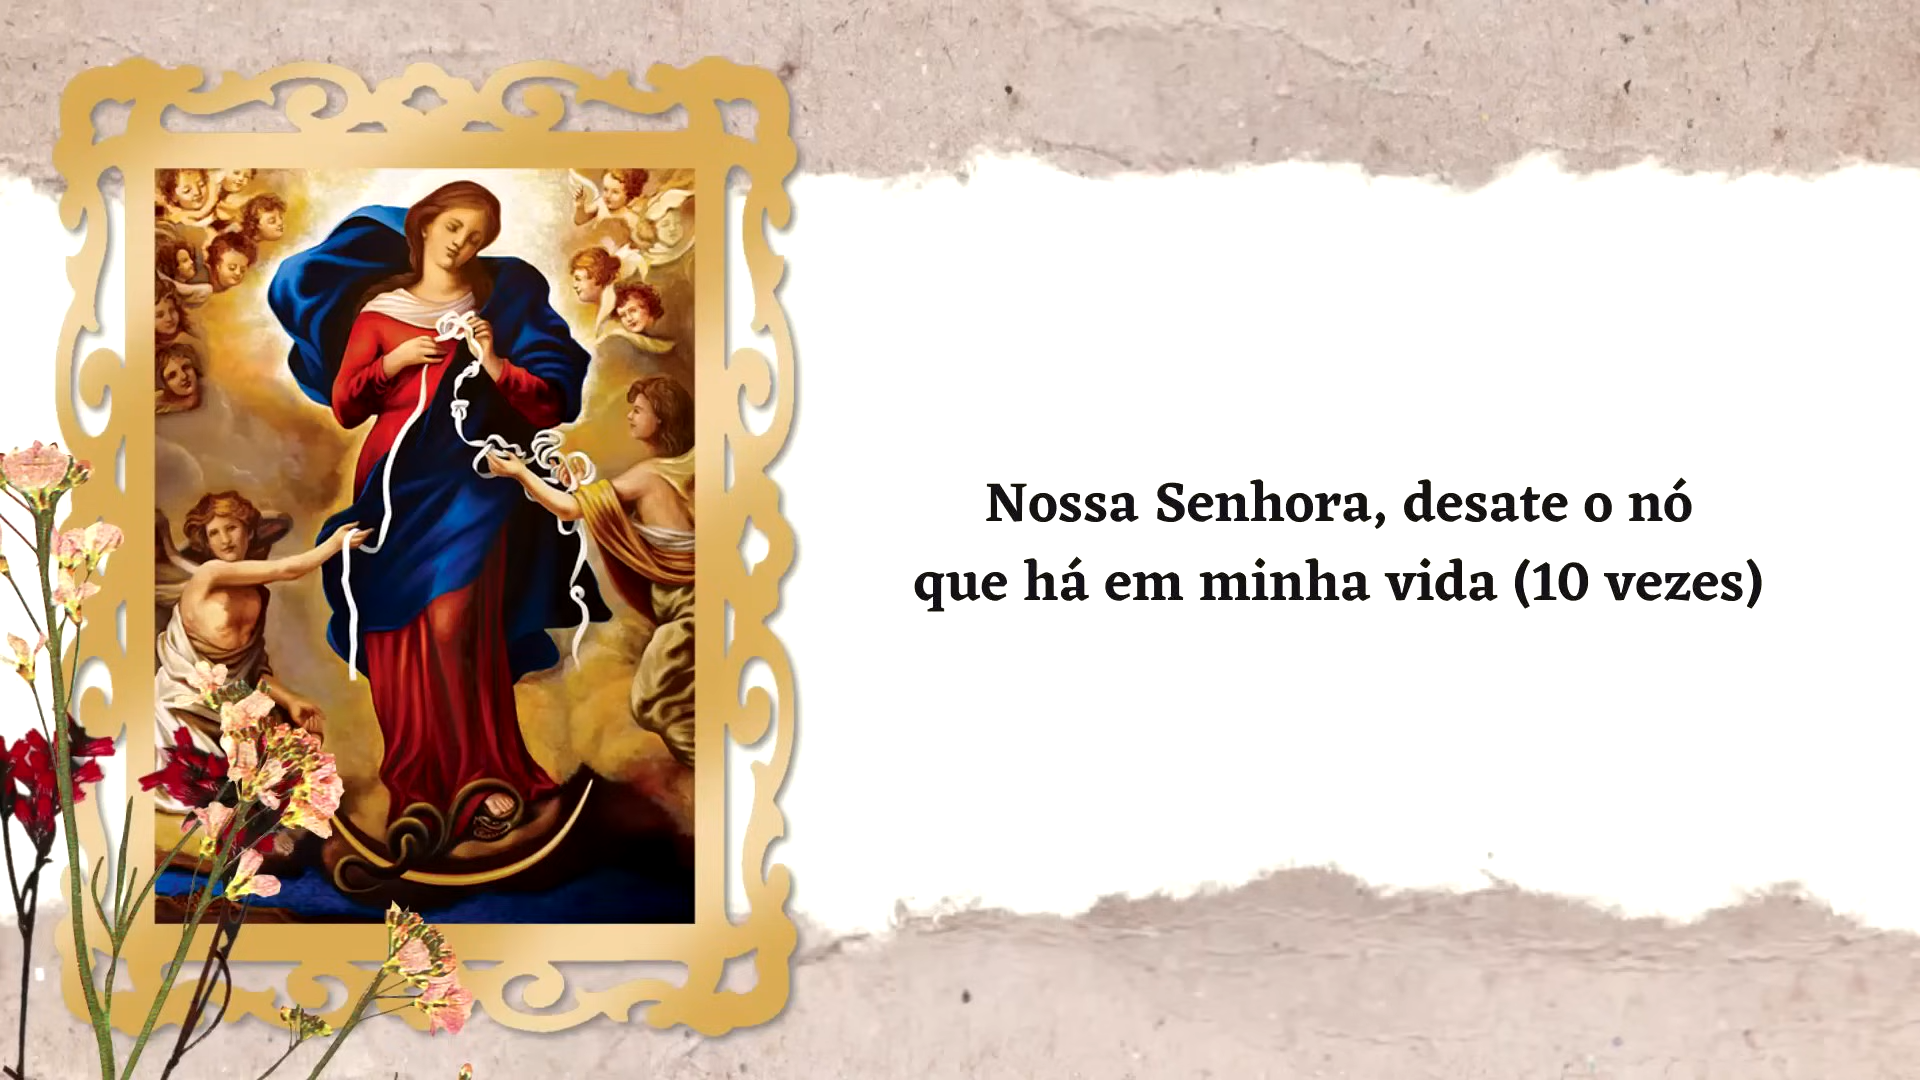 Nossa Senhora, desate o nó
que há em minha vida (10 vezes)